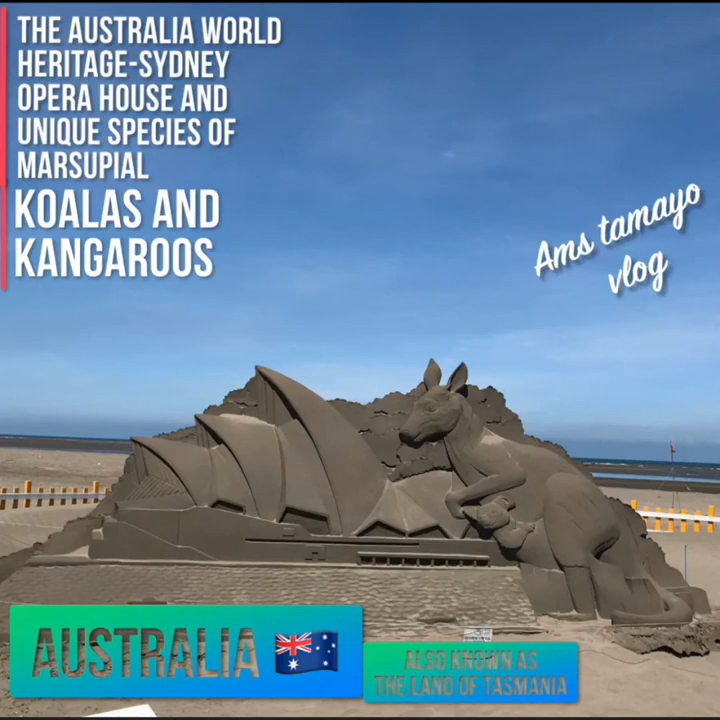 THE AUSTRALIA WORLD
HERITAGE-SYDNEY
OPERA HOUSE AND
UNIQUE SPECIES OF
MARSUPIAL
KOALAS AND
KANGAROOS
Ams tamayo
vlog
AUSTRALIA 🇦🇺
ALSO KNOWN AS
THE LAND OF TASMANIA